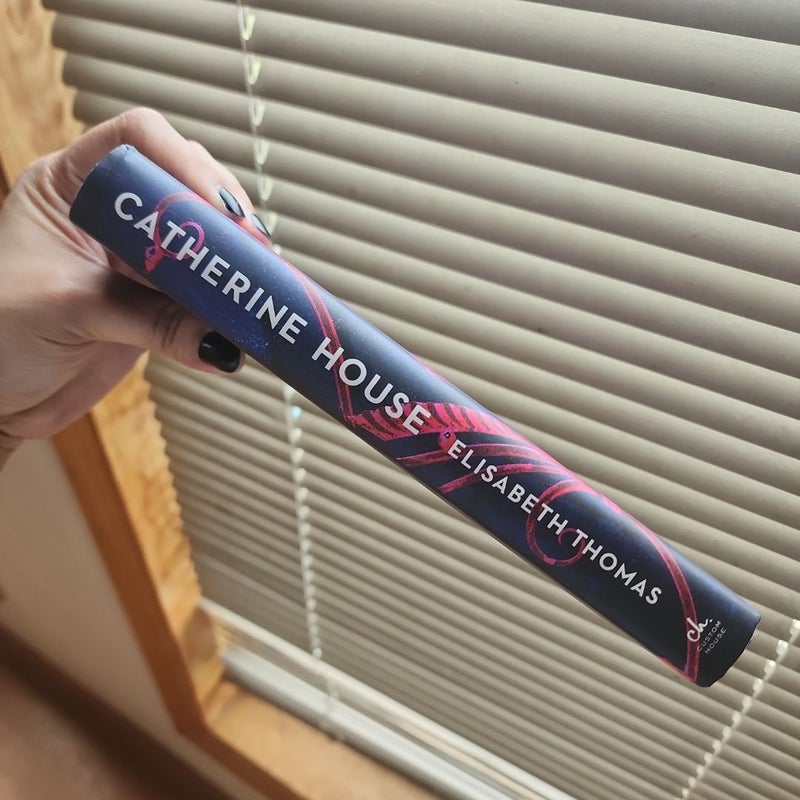 CATHERINE HOUSE
ELISABETH THOMAS
ch.
CUSTOM
HOUSE